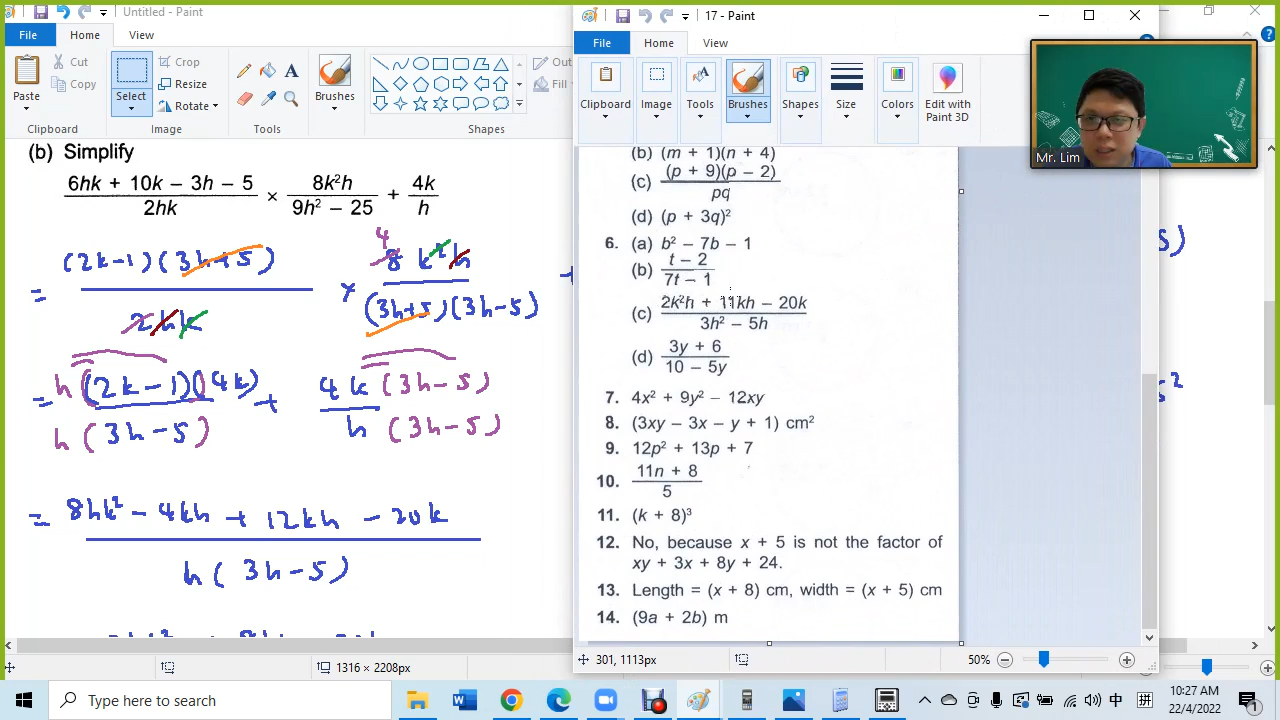 Untitled - Paint
File Home View
Paste
Cut
Copy
Select
Crop
Resize
Rotate
Brushes
Clipboard
Image
Tools
Shapes
(b) Simplify
6hk + 10k − 3h − 5 / 2hk × 8k²h / 9h² − 25 + 4k / h
= (2k−1)(3h+5) / 2hk × 4 8k²h / (3h+5)(3h−5)
= h(2k−1)(4k) / h(3h−5) + 4k(3h−5) / h(3h−5)
= 8hk² − 4kh + 12kh − 20k / h(3h−5)
1316 × 2208px
17 - Paint
File Home View
Clipboard
Image
Tools
Brushes
Shapes
Size
Colors
Edit with Paint 3D
Mr. Lim
(b) (m + 1)(n + 4)
(c) (p + 9)(p − 2) / pq
(d) (p + 3q)²
6. (a) b² − 7b − 1
(b) t − 2 / 7t − 1
(c) 2k²h + 11kh − 20k / 3h² − 5h
(d) 3y + 6 / 10 − 5y
7. 4x² + 9y² − 12xy
8. (3xy − 3x − y + 1) cm²
9. 12p² + 13p + 7
10. 11n + 8 / 5
11. (k + 8)³
12. No, because x + 5 is not the factor of
xy + 3x + 8y + 24.
13. Length = (x + 8) cm, width = (x + 5) cm
14. (9a + 2b) m
301, 1113px
50%
Type here to search
中
拼
10:27 AM
22/4/2022
1